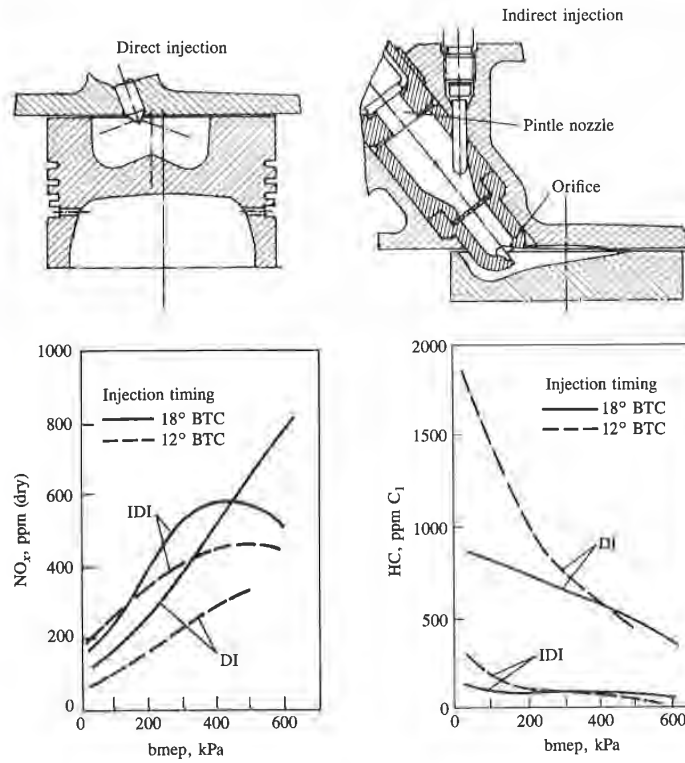 Direct injection
Indirect injection
Pintle nozzle
Orifice
1000
800
600
400
200
0
NOx, ppm (dry)
Injection timing
18° BTC
12° BTC
IDI
DI
0 200 400 600
bmep, kPa
2000
1500
1000
500
0
HC, ppm C1
Injection timing
18° BTC
12° BTC
DI
IDI
0 200 400 600
bmep, kPa